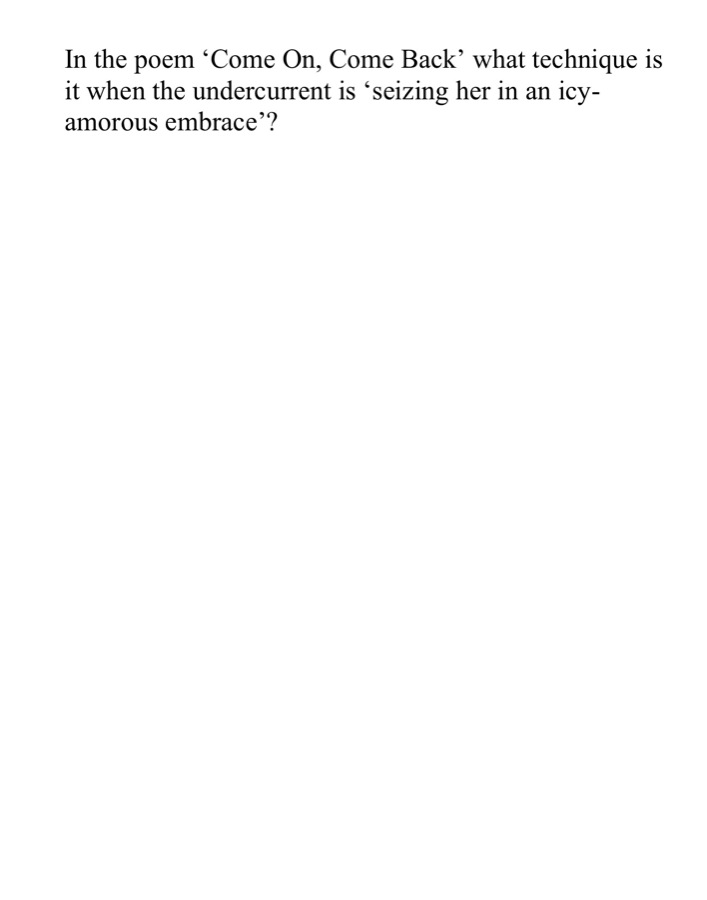 In the poem ‘Come On, Come Back’ what technique is
it when the undercurrent is ‘seizing her in an icy-
amorous embrace’?